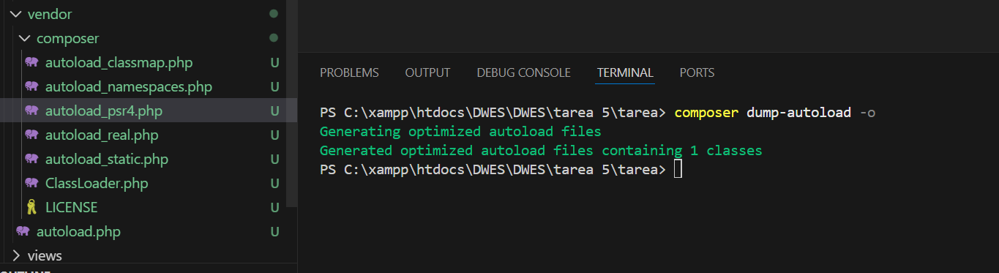 vendor
composer
autoload_classmap.php U
autoload_namespaces.php U
autoload_psr4.php U
autoload_real.php U
autoload_static.php U
ClassLoader.php U
LICENSE U
autoload.php U
views
OUTLINE
PROBLEMS OUTPUT DEBUG CONSOLE TERMINAL PORTS
PS C:\xampp\htdocs\DWES\DWES\tarea 5\tarea> composer dump-autoload -o
Generating optimized autoload files
Generated optimized autoload files containing 1 classes
PS C:\xampp\htdocs\DWES\DWES\tarea 5\tarea>